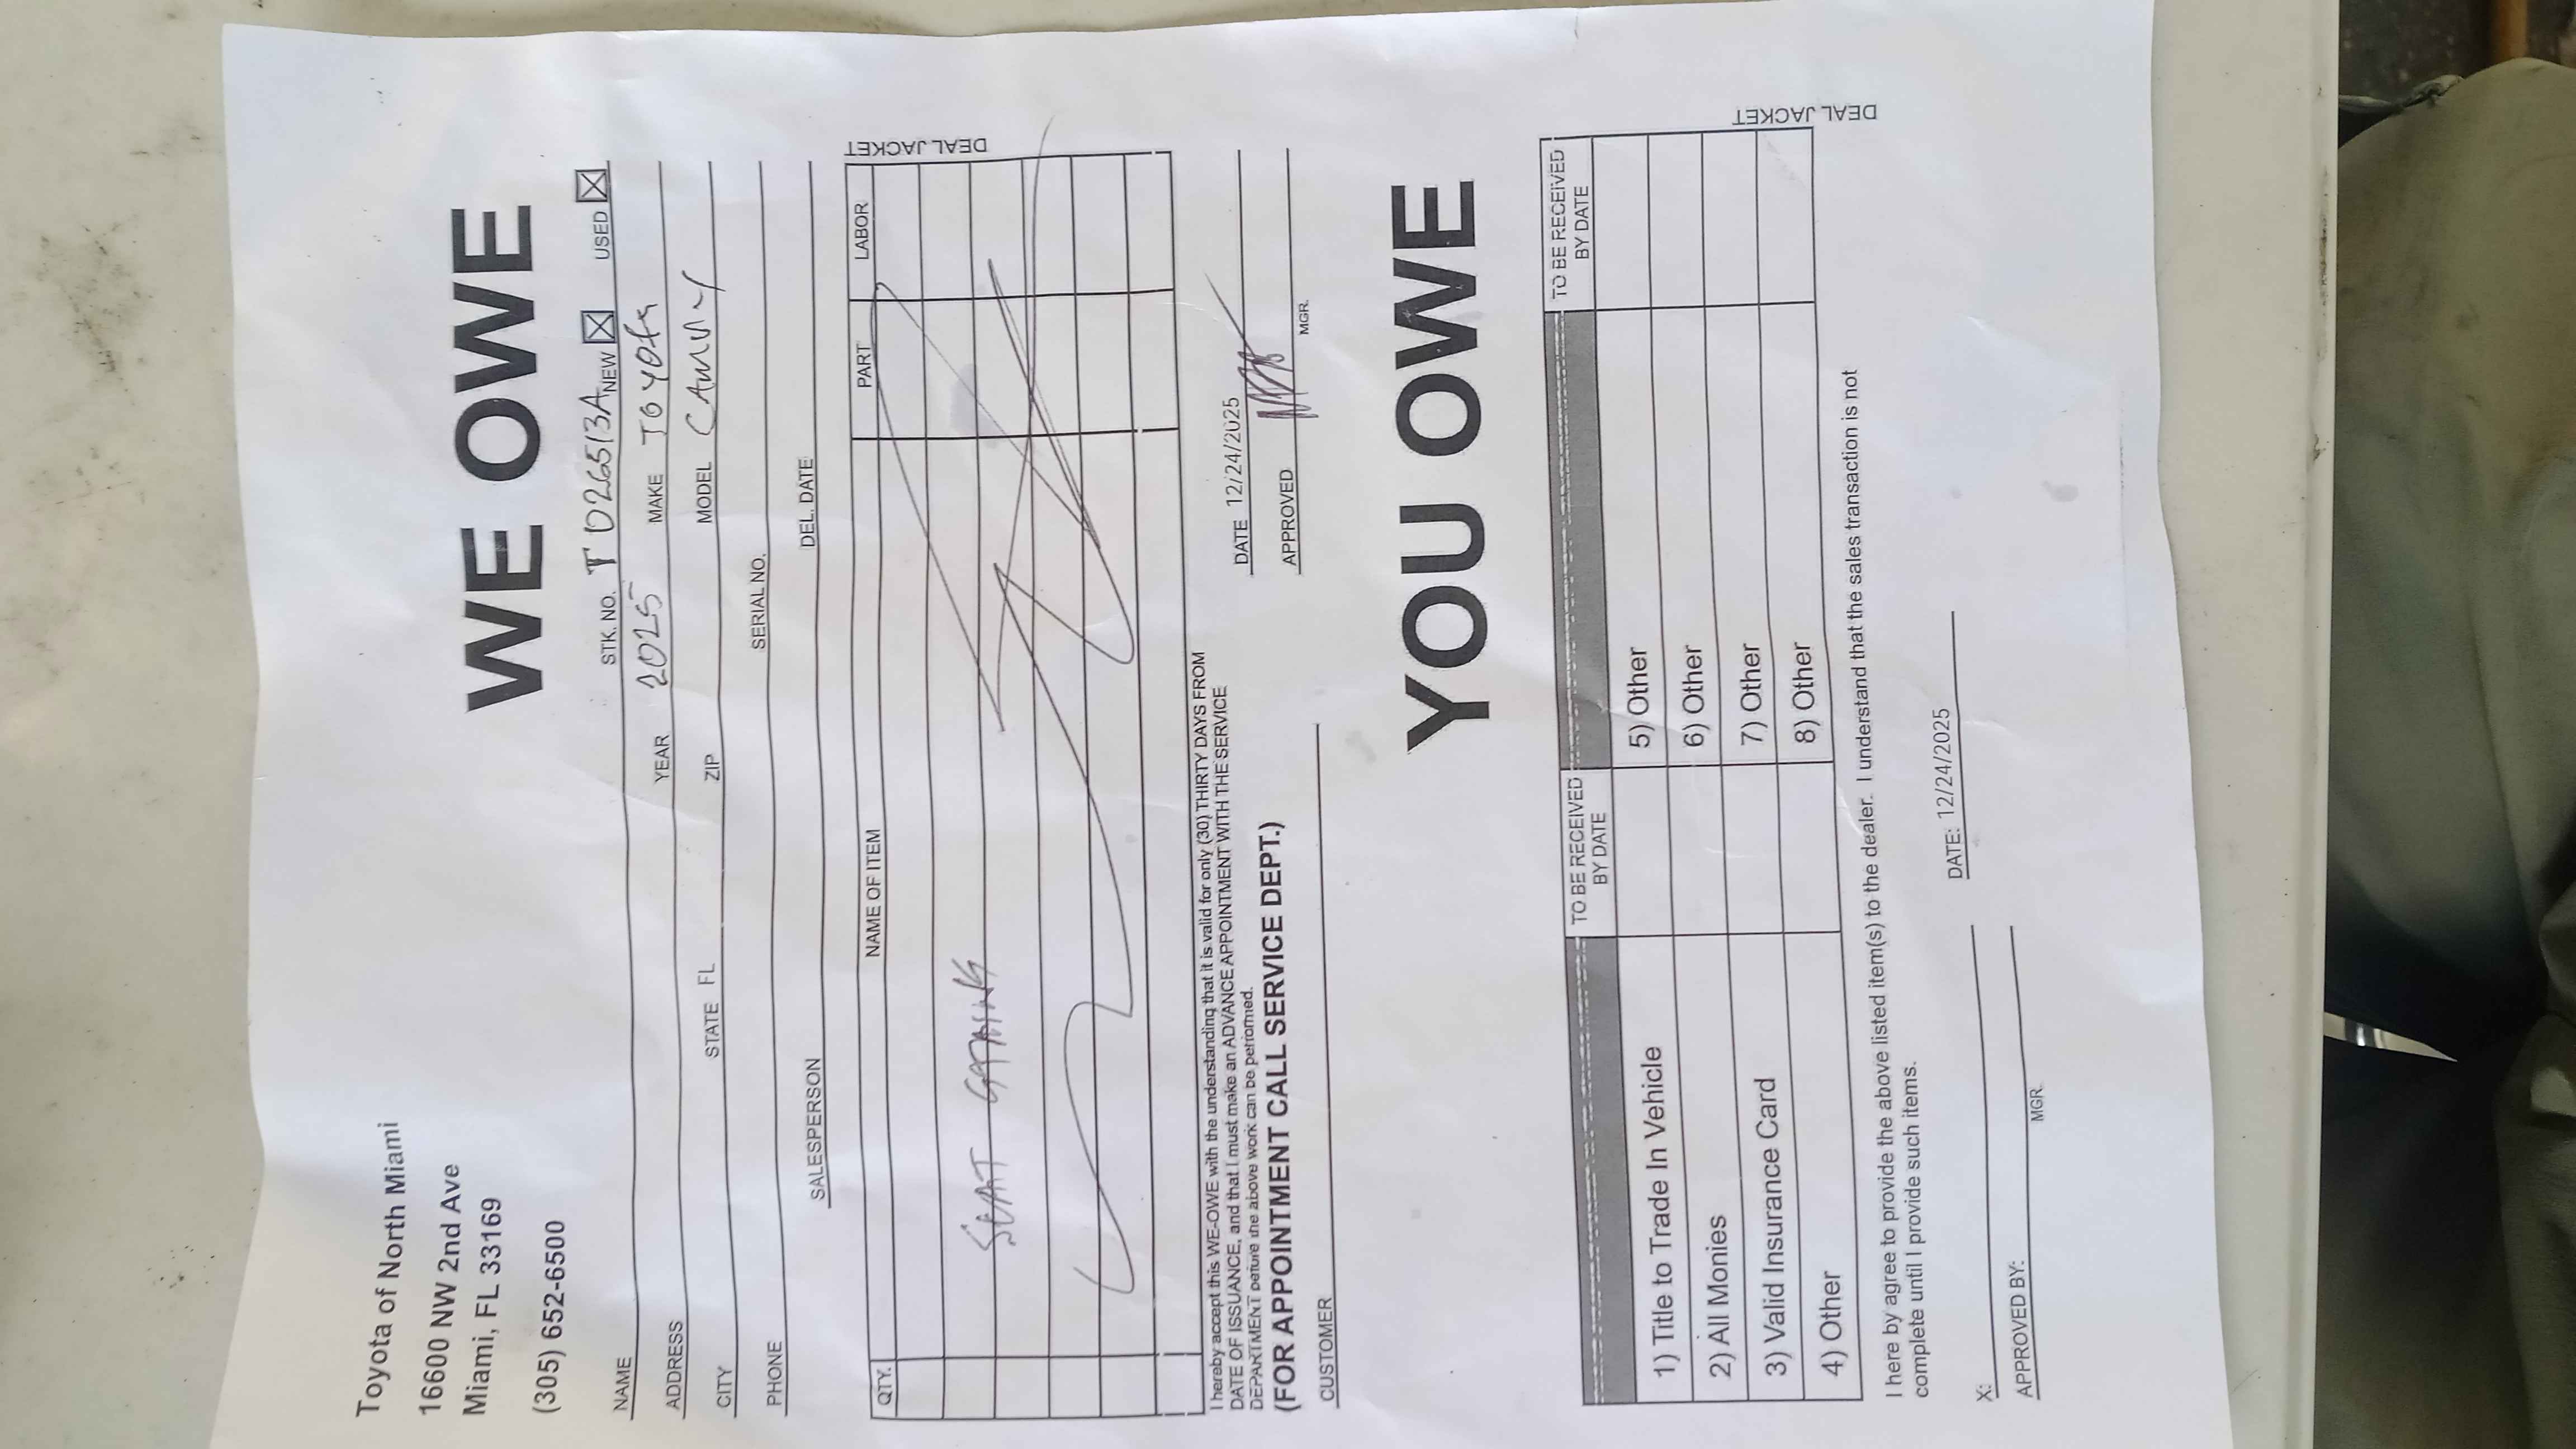 Toyota of North Miami
16600 NW 2nd Ave
Miami, FL 33169
(305) 652-6500
WE OWE
STK. NO. T026513A NEW ☒ USED ☒
NAME
YEAR 2025 MAKE TOYOTA
ADDRESS
CITY STATE FL ZIP MODEL CAMRY
PHONE SERIAL NO.
SALESPERSON DEL. DATE
QTY. NAME OF ITEM PART LABOR
SEAT
DEAL JACKET
I hereby accept this WE-OWE with the understanding that it is valid for only (30) THIRTY DAYS FROM
DATE OF ISSUANCE, and that I must make an ADVANCE APPOINTMENT WITH THE SERVICE
DEPARTMENT before the above work can be performed.
(FOR APPOINTMENT CALL SERVICE DEPT.)
DATE 12/24/2025
CUSTOMER APPROVED
MGR.
YOU OWE
TO BE RECEIVED BY DATE TO BE RECEIVED BY DATE
1) Title to Trade In Vehicle 5) Other
2) All Monies 6) Other
3) Valid Insurance Card 7) Other
4) Other 8) Other
DEAL JACKET
I here by agree to provide the above listed item(s) to the dealer. I understand that the sales transaction is not
complete until I provide such items.
X: DATE: 12/24/2025
APPROVED BY:
MGR.